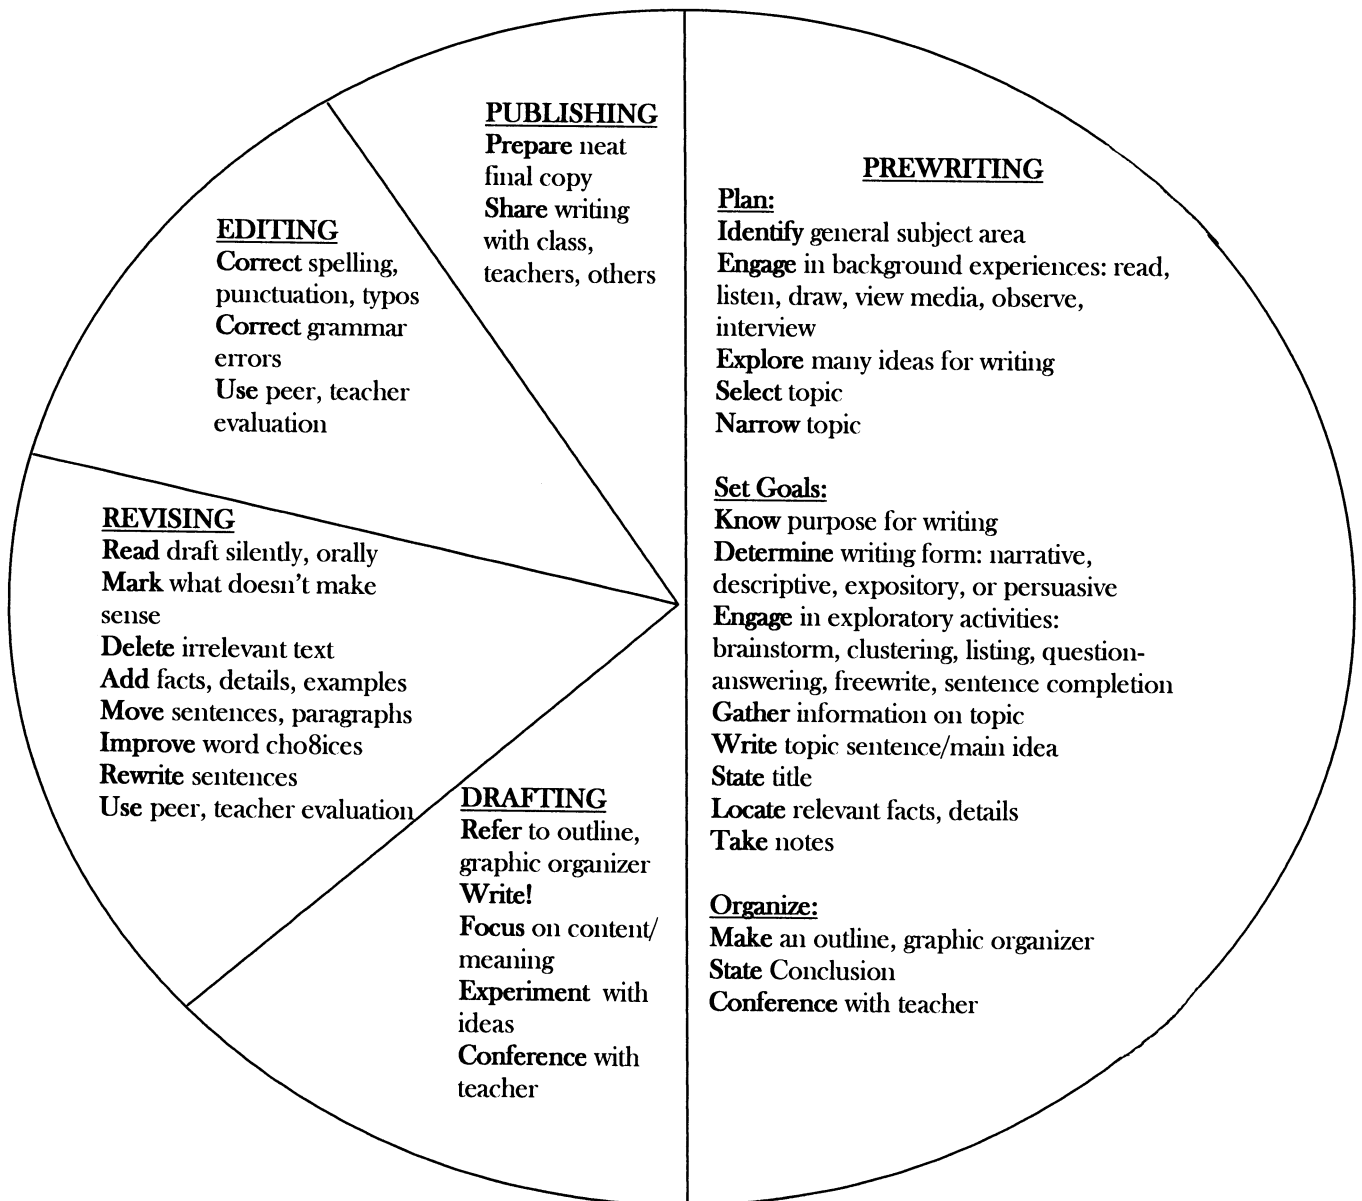 PREWRITING
Plan:
Identify general subject area
Engage in background experiences: read,
listen, draw, view media, observe,
interview
Explore many ideas for writing
Select topic
Narrow topic
Set Goals:
Know purpose for writing
Determine writing form: narrative,
descriptive, expository, or persuasive
Engage in exploratory activities:
brainstorm, clustering, listing, question-
answering, freewrite, sentence completion
Gather information on topic
Write topic sentence/main idea
State title
Locate relevant facts, details
Take notes
Organize:
Make an outline, graphic organizer
State Conclusion
Conference with teacher
DRAFTING
Refer to outline,
graphic organizer
Write!
Focus on content/
meaning
Experiment with
ideas
Conference with
teacher
REVISING
Read draft silently, orally
Mark what doesn't make
sense
Delete irrelevant text
Add facts, details, examples
Move sentences, paragraphs
Improve word cho8ices
Rewrite sentences
Use peer, teacher evaluation
EDITING
Correct spelling,
punctuation, typos
Correct grammar
errors
Use peer, teacher
evaluation
PUBLISHING
Prepare neat
final copy
Share writing
with class,
teachers, others